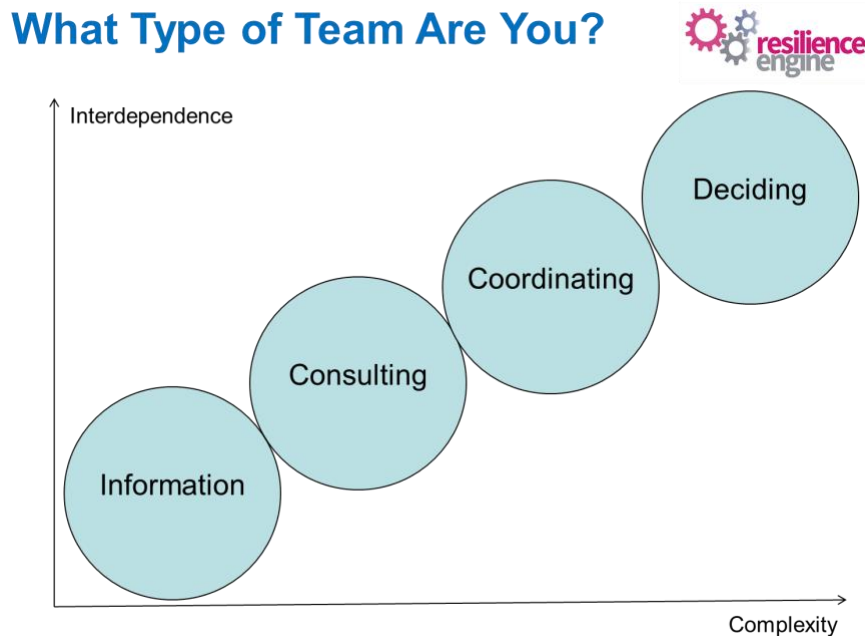 What Type of Team Are You?
resilience
engine
Interdependence
Deciding
Coordinating
Consulting
Information
Complexity